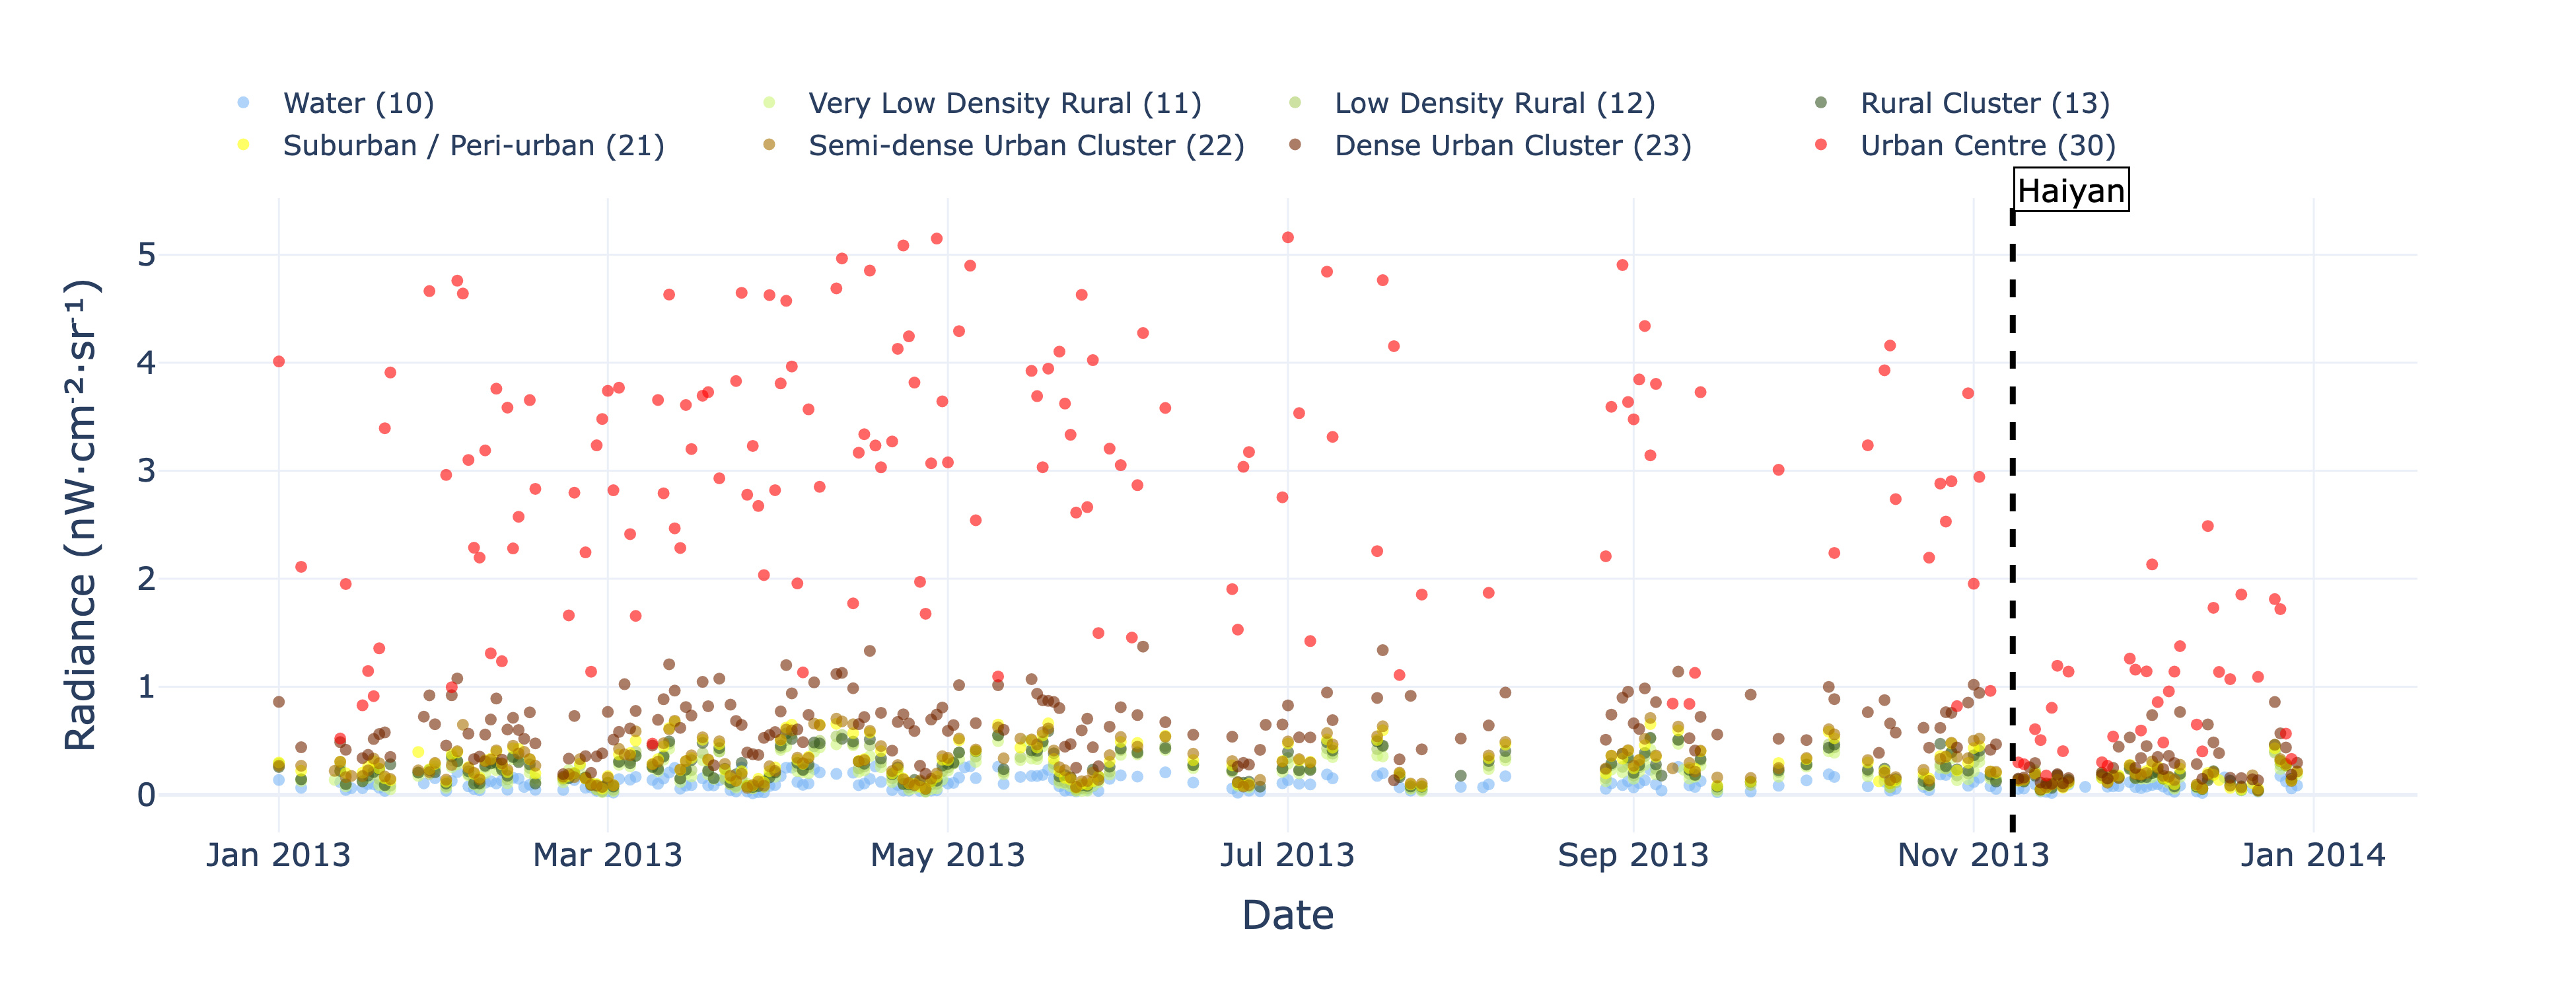 Water (10) Very Low Density Rural (11) Low Density Rural (12) Rural Cluster (13)
Suburban / Peri-urban (21) Semi-dense Urban Cluster (22) Dense Urban Cluster (23) Urban Centre (30)
Haiyan
5
4
3
2
1
0
Radiance (nW·cm⁻²·sr⁻¹)
Jan 2013 Mar 2013 May 2013 Jul 2013 Sep 2013 Nov 2013 Jan 2014
Date